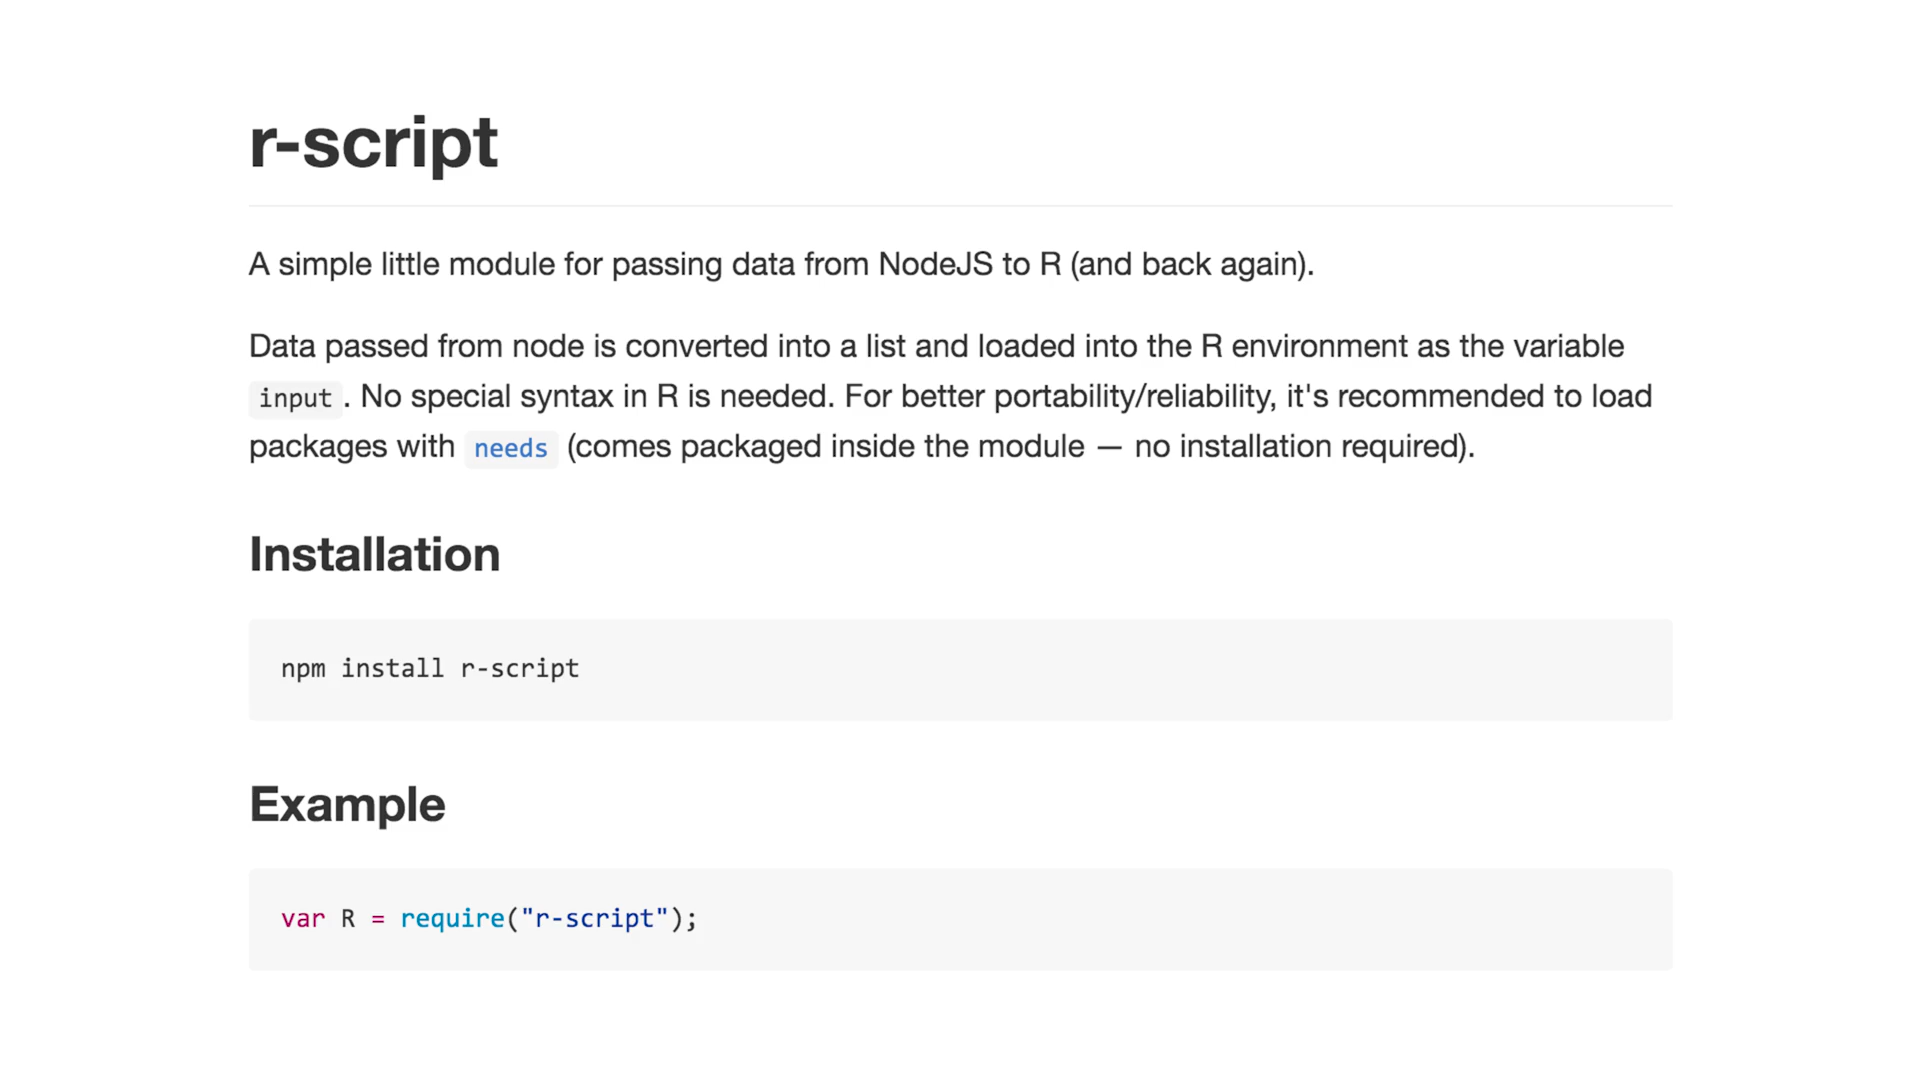 r-script
A simple little module for passing data from NodeJS to R (and back again).
Data passed from node is converted into a list and loaded into the R environment as the variable
input. No special syntax in R is needed. For better portability/reliability, it's recommended to load
packages with needs (comes packaged inside the module — no installation required).
Installation
npm install r-script
Example
var R = require("r-script");